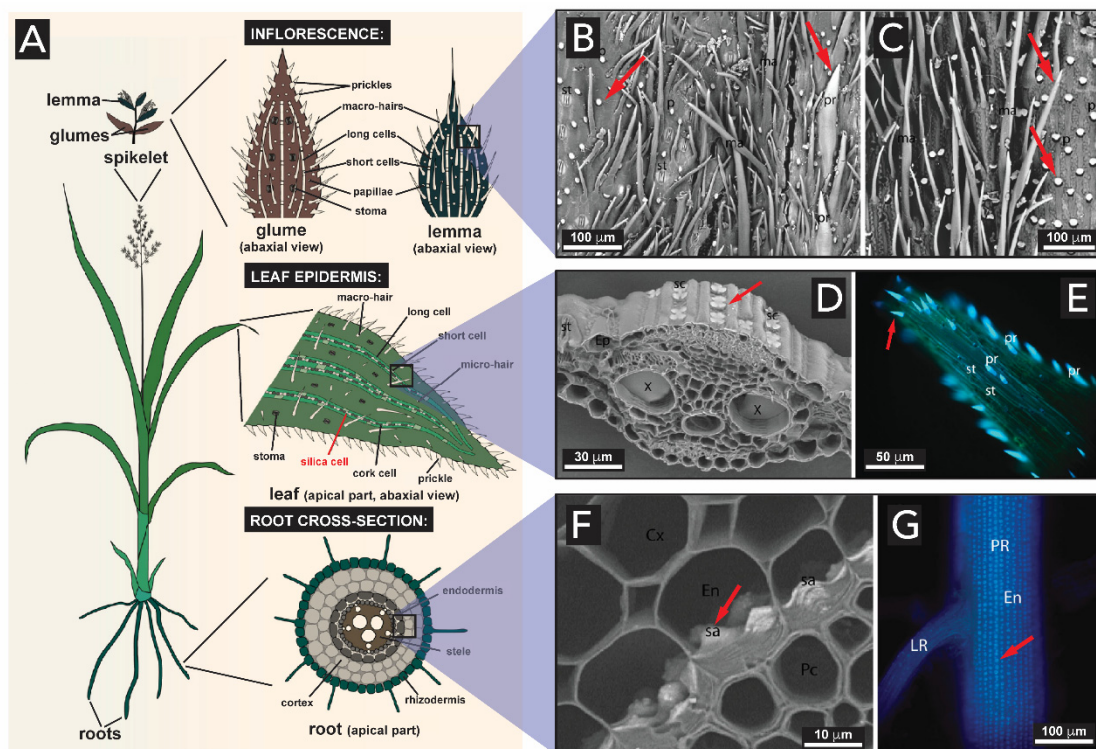 A
INFLORESCENCE:
lemma
glumes
spikelet
prickles
macro-hairs
long cells
short cells
papillae
stoma
glume
(abaxial view)
lemma
(abaxial view)
LEAF EPIDERMIS:
macro-hair
long cell
short cell
micro-hair
stoma
silica cell
cork cell
prickle
leaf (apical part, abaxial view)
ROOT CROSS-SECTION:
endodermis
stele
cortex
rhizodermis
root (apical part)
roots
B
st
p
ma
pr
ma
st
pr
100 µm
C
ma
ma
p
100 µm
D
sc
sc
st
Ep
x
x
30 µm
E
pr
pr
st
pr
st
50 µm
F
Cx
En
sa
sa
Pc
10 µm
G
PR
En
LR
100 µm